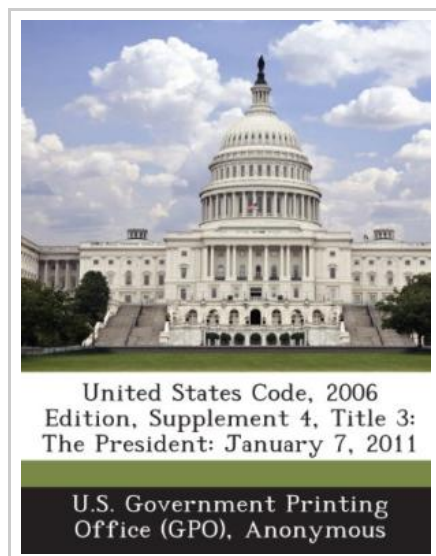 United States Code, 2006
Edition, Supplement 4, Title 3:
The President: January 7, 2011
U.S. Government Printing
Office (GPO), Anonymous